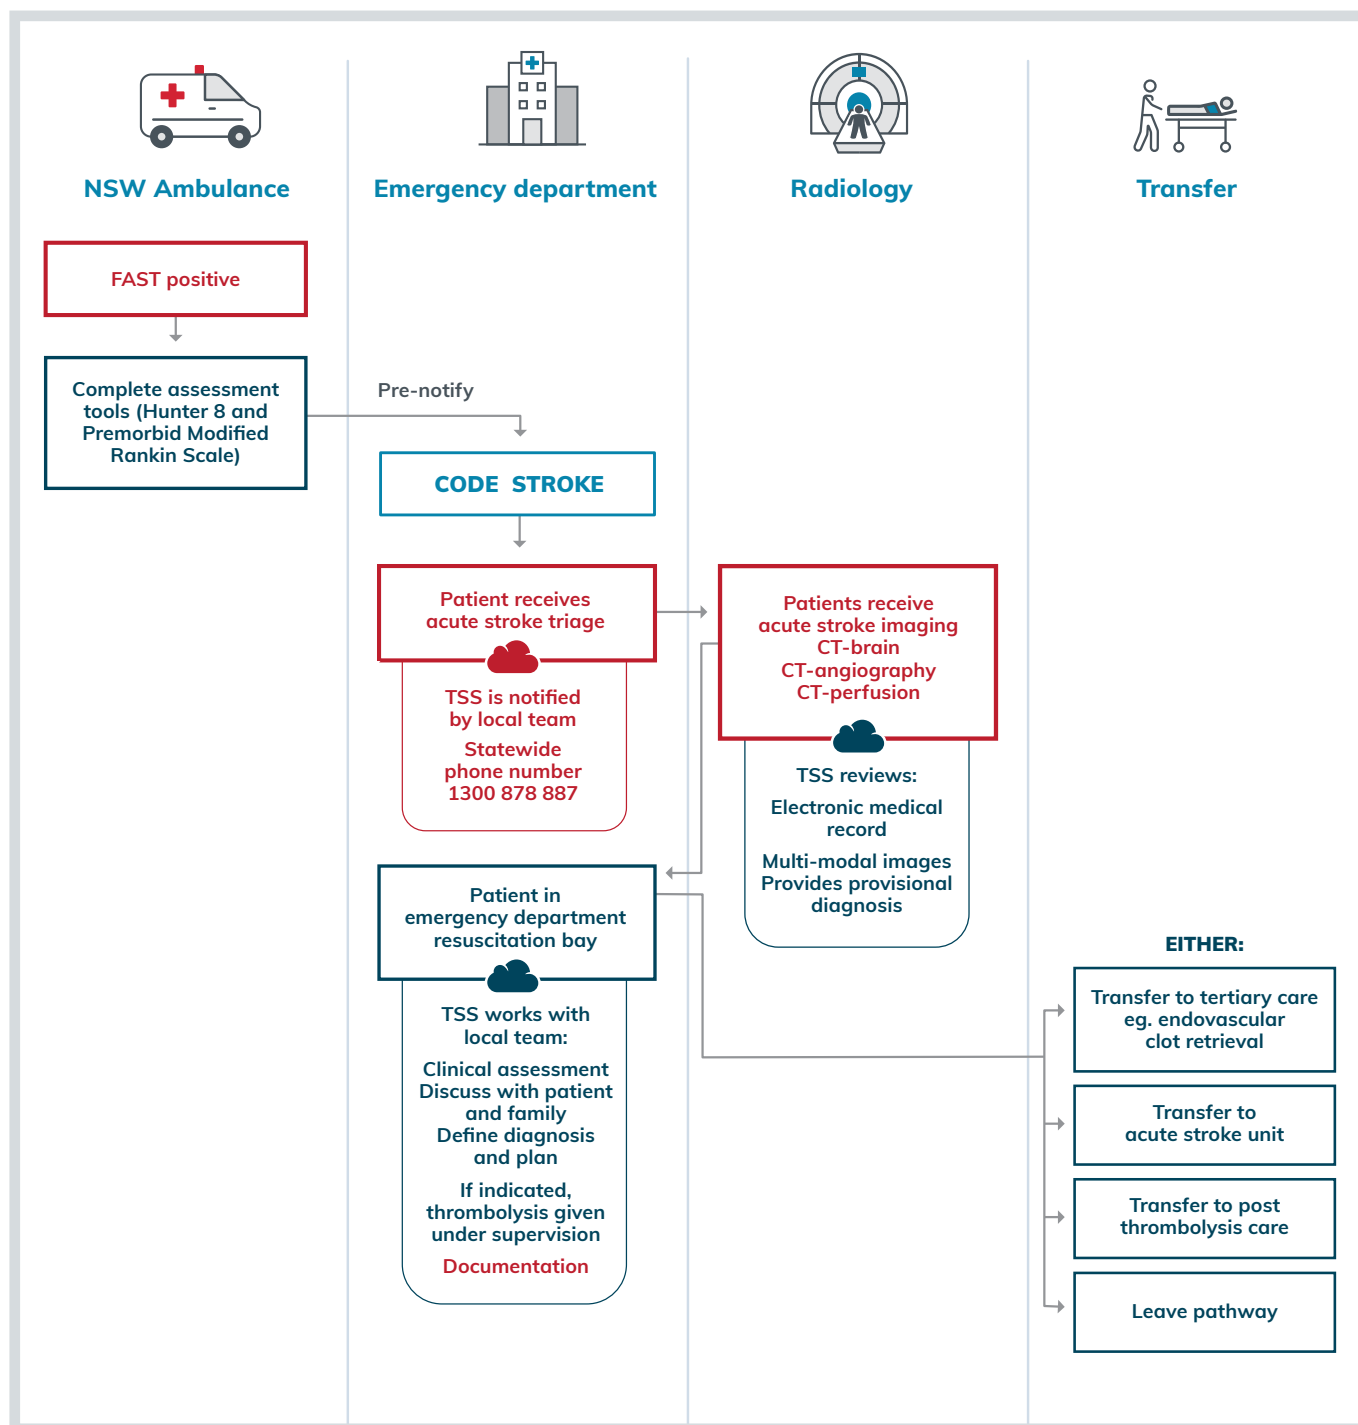 NSW Ambulance
Emergency department
Radiology
Transfer
FAST positive
Complete assessment
tools (Hunter 8 and
Premorbid Modified
Rankin Scale)
Pre-notify
CODE STROKE
Patient receives
acute stroke triage
TSS is notified
by local team
Statewide
phone number
1300 878 887
Patients receive
acute stroke imaging
CT-brain
CT-angiography
CT-perfusion
TSS reviews:
Electronic medical
record
Multi-modal images
Provides provisional
diagnosis
Patient in
emergency department
resuscitation bay
TSS works with
local team:
Clinical assessment
Discuss with patient
and family
Define diagnosis
and plan
If indicated,
thrombolysis given
under supervision
Documentation
EITHER:
Transfer to tertiary care
eg. endovascular
clot retrieval
Transfer to
acute stroke unit
Transfer to post
thrombolysis care
Leave pathway